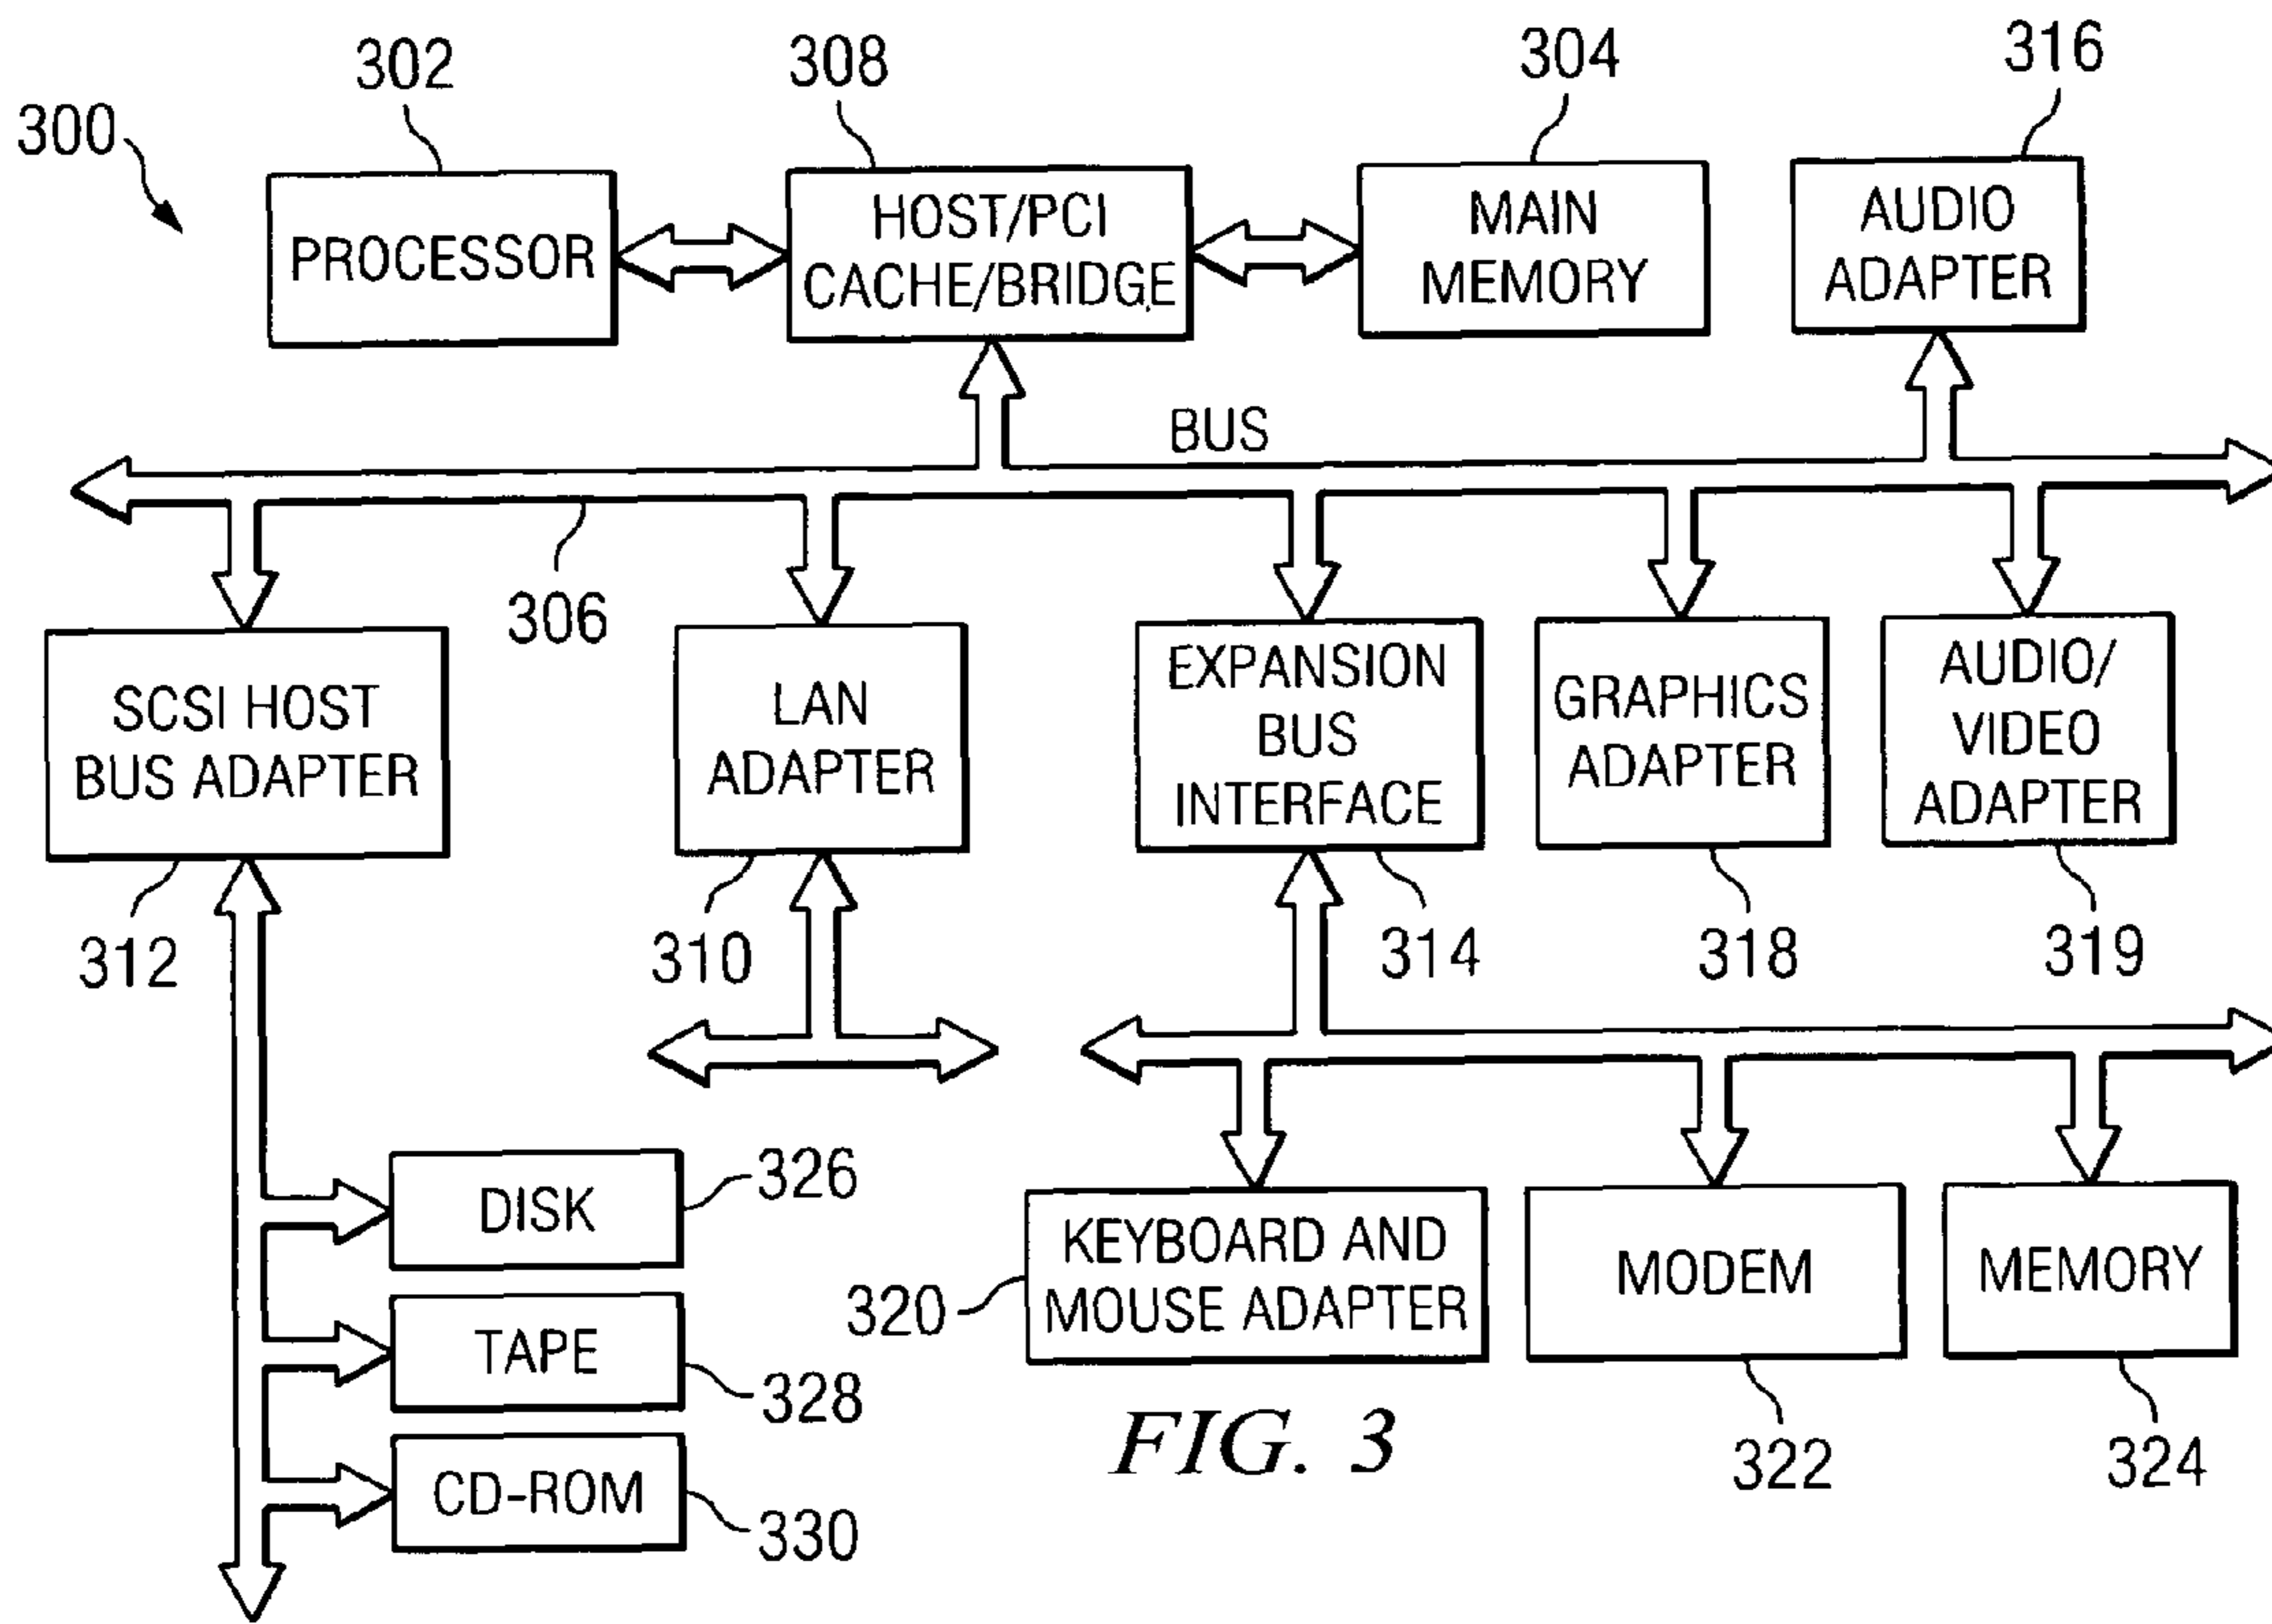 300
302
308
304
316
PROCESSOR
HOST/PCI
CACHE/BRIDGE
MAIN
MEMORY
AUDIO
ADAPTER
BUS
306
SCSI HOST
BUS ADAPTER
LAN
ADAPTER
EXPANSION
BUS
INTERFACE
GRAPHICS
ADAPTER
AUDIO/
VIDEO
ADAPTER
312
310
314
318
319
DISK
326
TAPE
328
CD-ROM
330
320
KEYBOARD AND
MOUSE ADAPTER
MODEM
MEMORY
322
324
FIG. 3